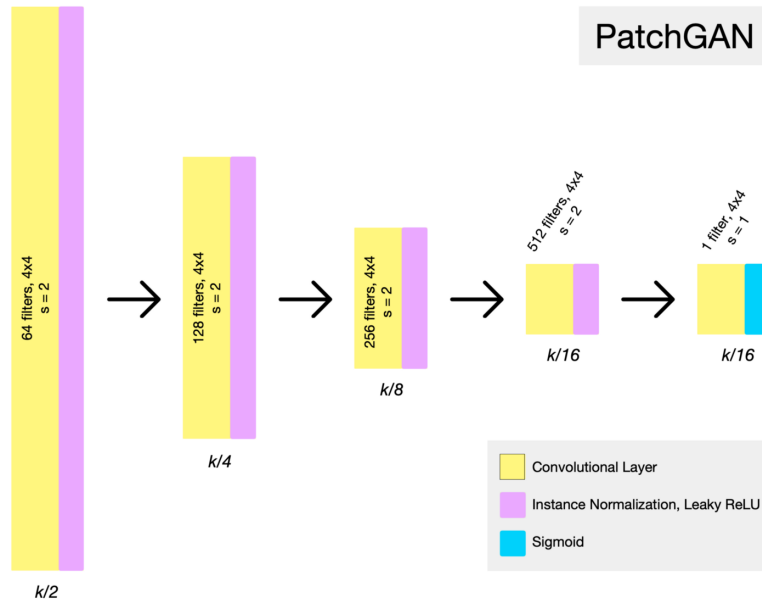 PatchGAN
64 filters, 4x4
s = 2
k/2
128 filters, 4x4
s = 2
k/4
256 filters, 4x4
s = 2
k/8
512 filters, 4x4
s = 2
k/16
1 filter, 4x4
s = 1
k/16
Convolutional Layer
Instance Normalization, Leaky ReLU
Sigmoid